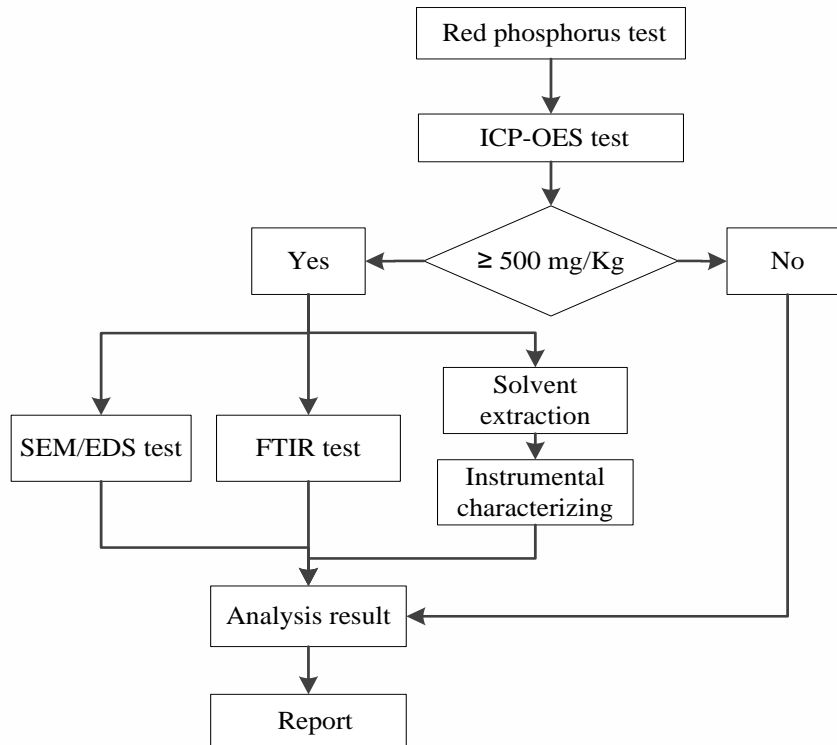 Red phosphorus test
ICP-OES test
Yes
≥ 500 mg/Kg
No
Solvent
extraction
SEM/EDS test
FTIR test
Instrumental
characterizing
Analysis result
Report